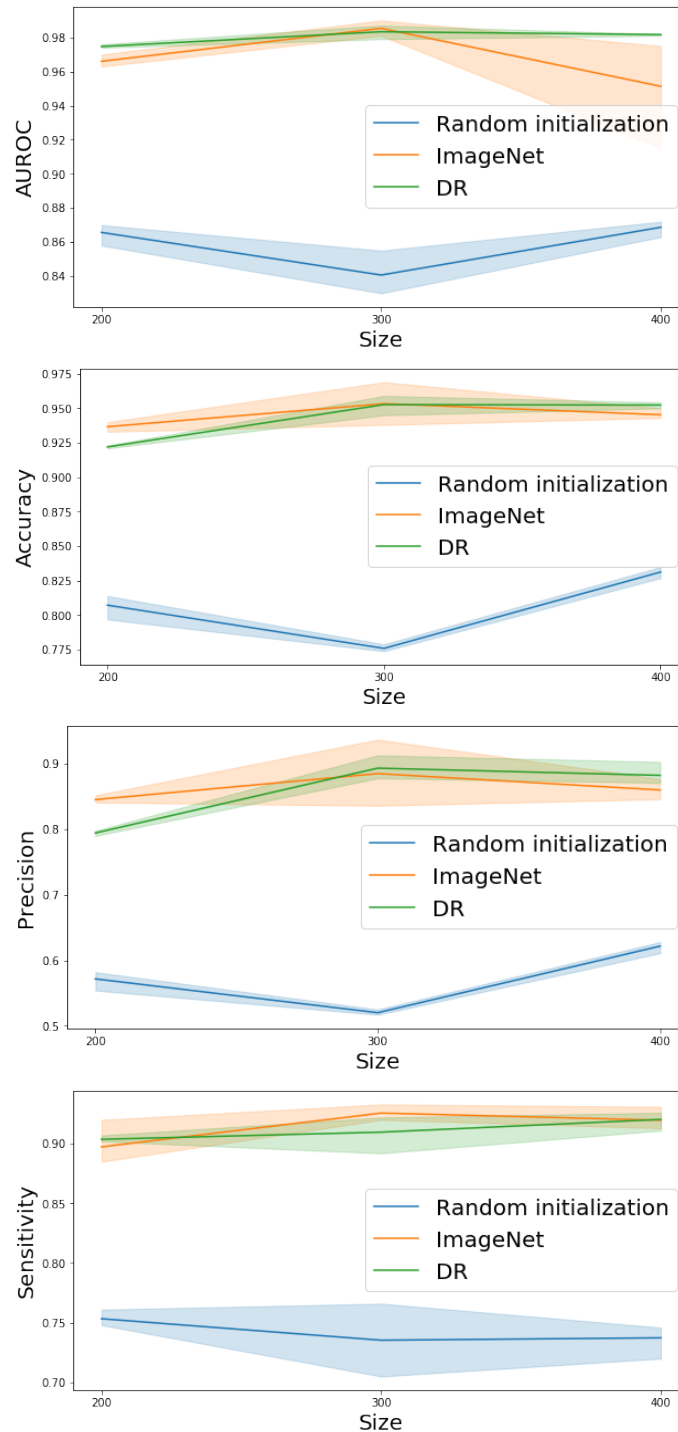 0.98
0.96
0.94
0.92
0.90
0.88
0.86
0.84
AUROC
Random initialization
ImageNet
DR
200
300
400
Size
0.975
0.950
0.925
0.900
0.875
0.850
0.825
0.800
0.775
Accuracy
Random initialization
ImageNet
DR
200
300
400
Size
0.9
0.8
0.7
0.6
0.5
Precision
Random initialization
ImageNet
DR
200
300
400
Size
0.90
0.85
0.80
0.75
0.70
Sensitivity
Random initialization
ImageNet
DR
200
300
400
Size